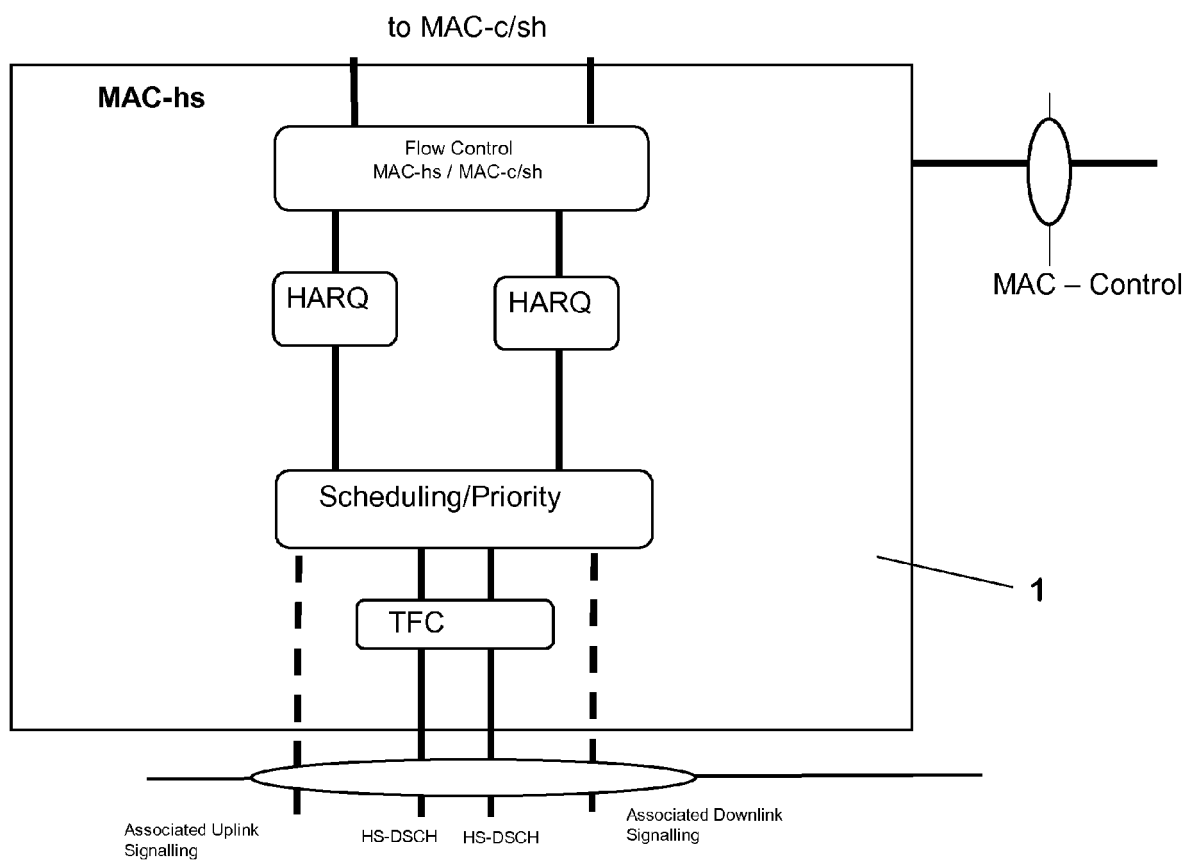 to MAC-c/sh
MAC-hs
Flow Control
MAC-hs / MAC-c/sh
HARQ
HARQ
MAC – Control
Scheduling/Priority
1
TFC
Associated Uplink
Signalling
HS-DSCH
HS-DSCH
Associated Downlink
Signalling